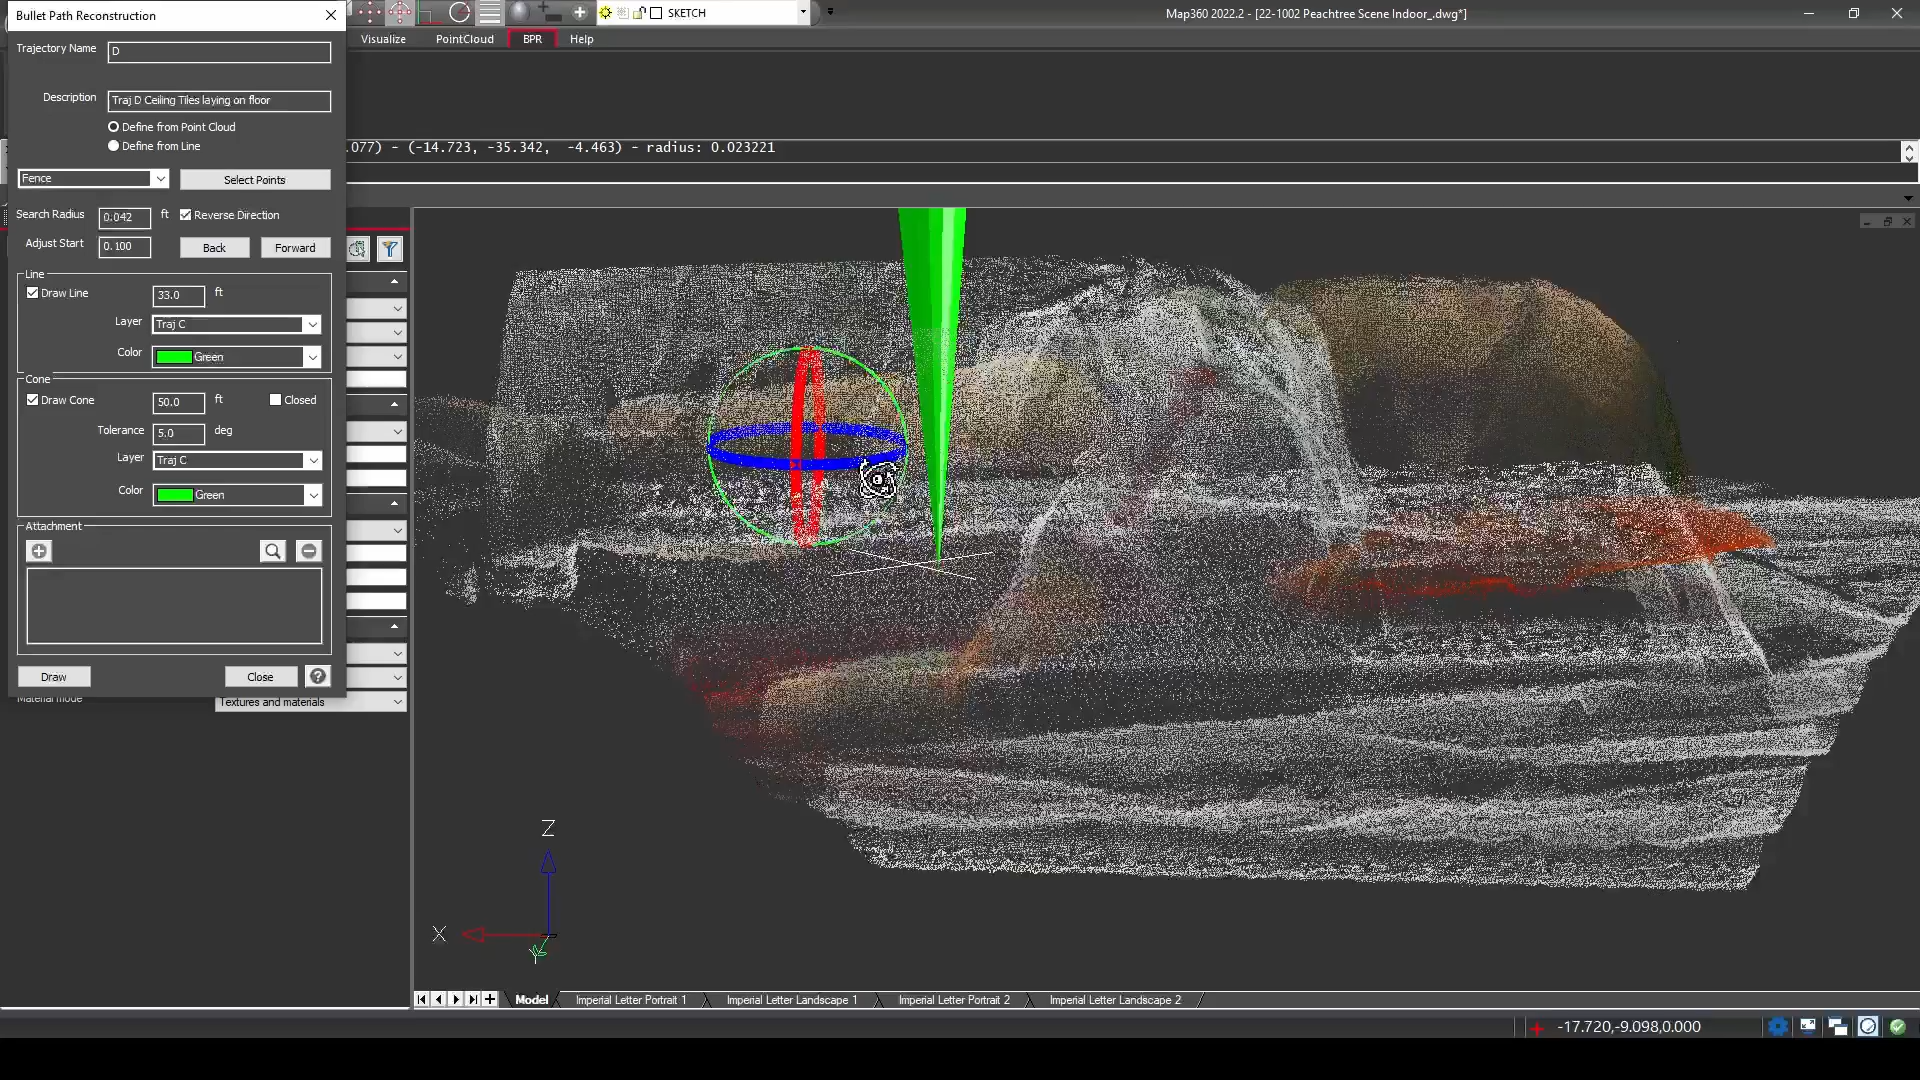 Bullet Path Reconstruction
SKETCH
Map360 2022.2 - [22-1002 Peachtree Scene Indoor_.dwg*]
Visualize
PointCloud
BPR
Help
Trajectory Name
D
Description
Traj D Ceiling Tiles laying on floor
Define from Point Cloud
Define from Line
.077) - (-14.723, -35.342, -4.463) - radius: 0.023221
Fence
Select Points
Search Radius
0.042
ft
Reverse Direction
Adjust Start
0.100
Back
Forward
Line
Draw Line
33.0
ft
Layer
Traj C
Color
Green
Cone
Draw Cone
50.0
ft
Closed
Tolerance
5.0
deg
Layer
Traj C
Color
Green
Attachment
Draw
Close
?
Material mode
Textures and materials
Z
X
Y
Model
Imperial Letter Portrait 1
Imperial Letter Landscape 1
Imperial Letter Portrait 2
Imperial Letter Landscape 2
-17.720,-9.098,0.000